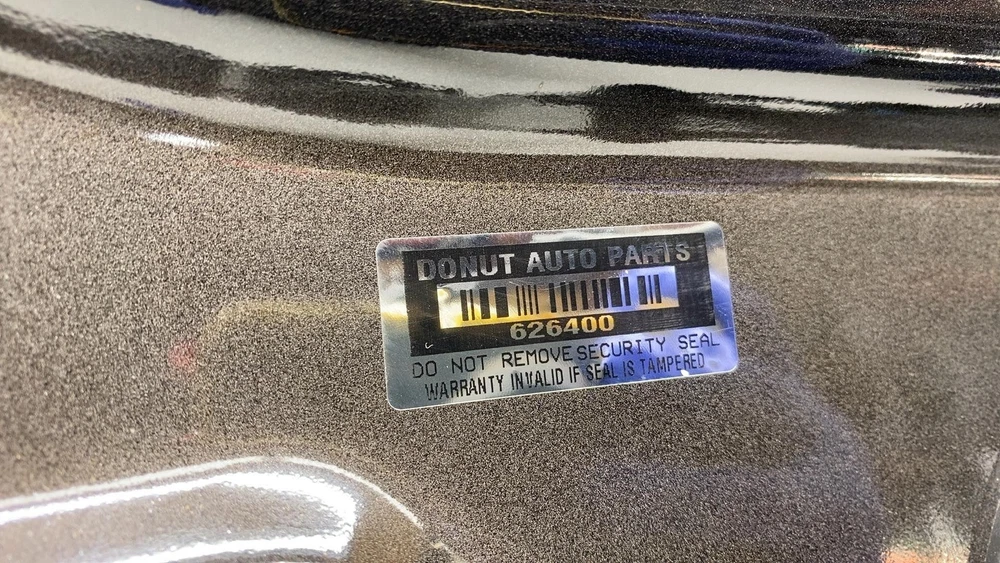 DONUT AUTO PARTS
626400
DO NOT REMOVE SECURITY SEAL
WARRANTY INVALID IF SEAL IS TAMPERED